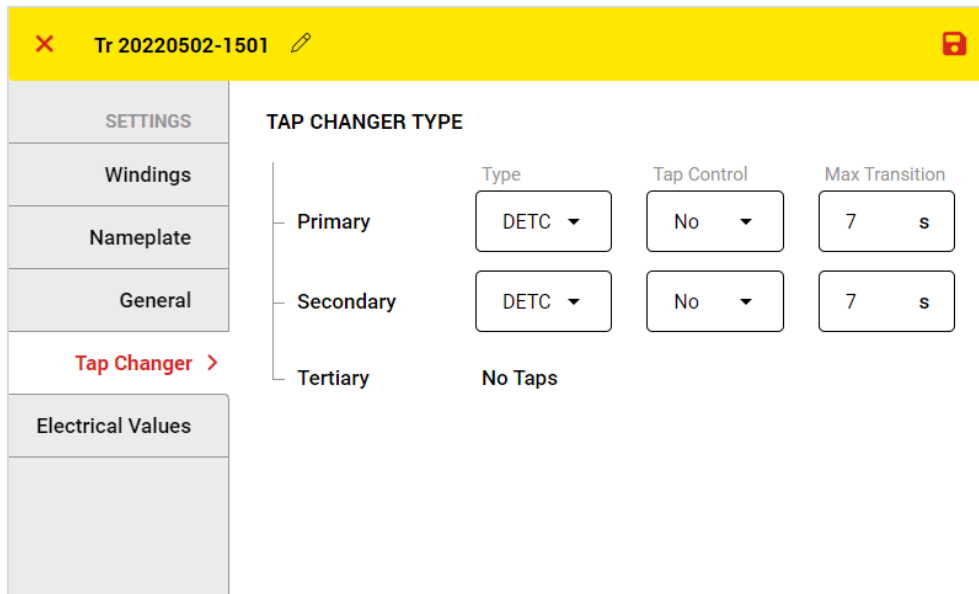 Tr 20220502-1501
SETTINGS
Windings
Nameplate
General
Tap Changer
Electrical Values
TAP CHANGER TYPE
Type Tap Control Max Transition
Primary DETC No 7 s
Secondary DETC No 7 s
Tertiary No Taps